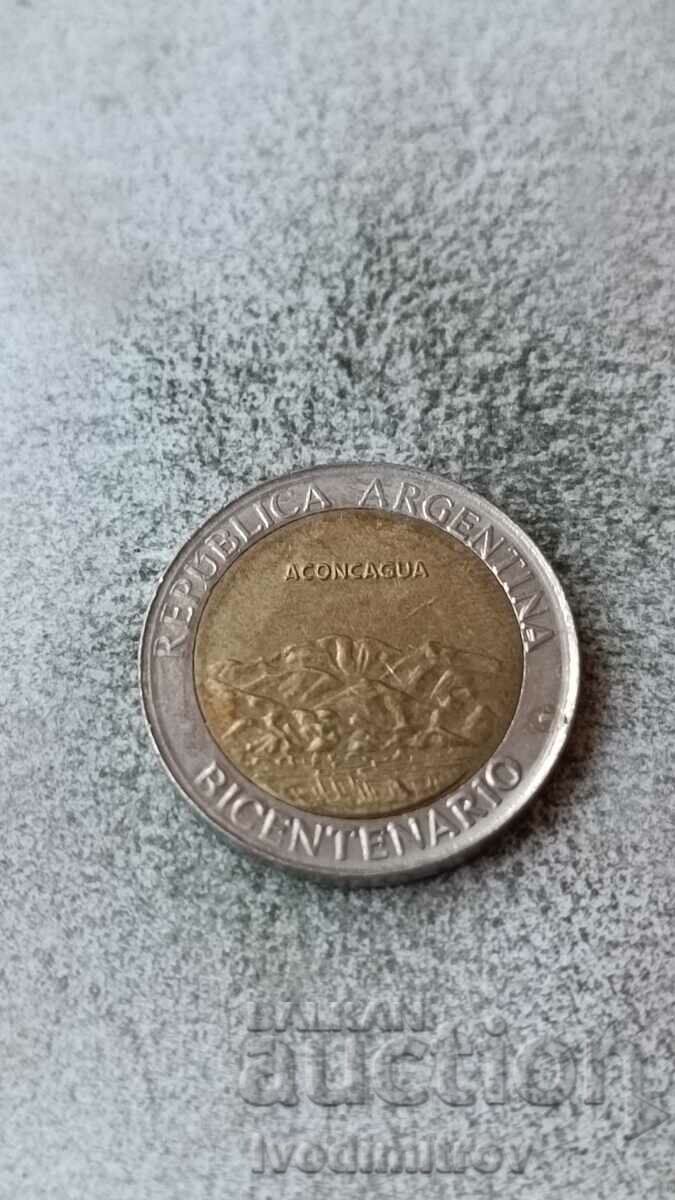 REPÚBLICA ARGENTINA
ACONCAGUA
BICENTENARIO
BALKAN
auction
Ivodimitrov